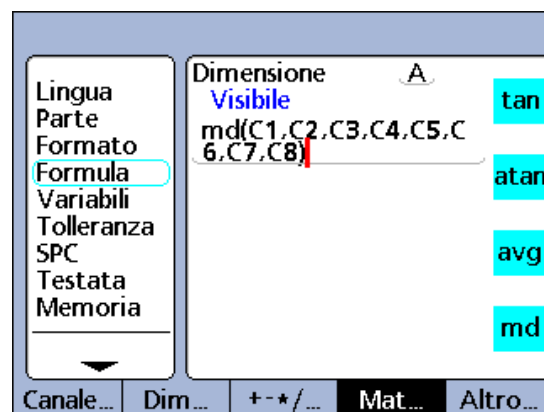 Lingua
Parte
Formato
Formula
Variabili
Tolleranza
SPC
Testata
Memoria
Dimensione A
Visibile
md(C1,C2,C3,C4,C5,C
6,C7,C8)
tan
atan
avg
md
Canale... Dim... +-*/... Mat... Altro...